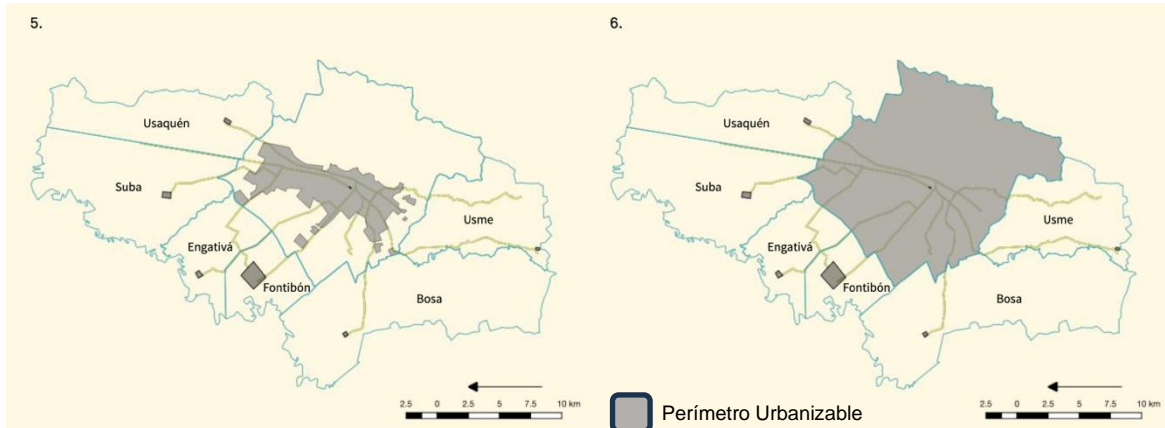 5.
Usaquén
Suba
Engativá
Fontibón
Usme
Bosa
2.5 0 2.5 5 7.5 10 km
6.
Usaquén
Suba
Engativá
Fontibón
Usme
Bosa
2.5 0 2.5 5 7.5 10 km
Perímetro Urbanizable